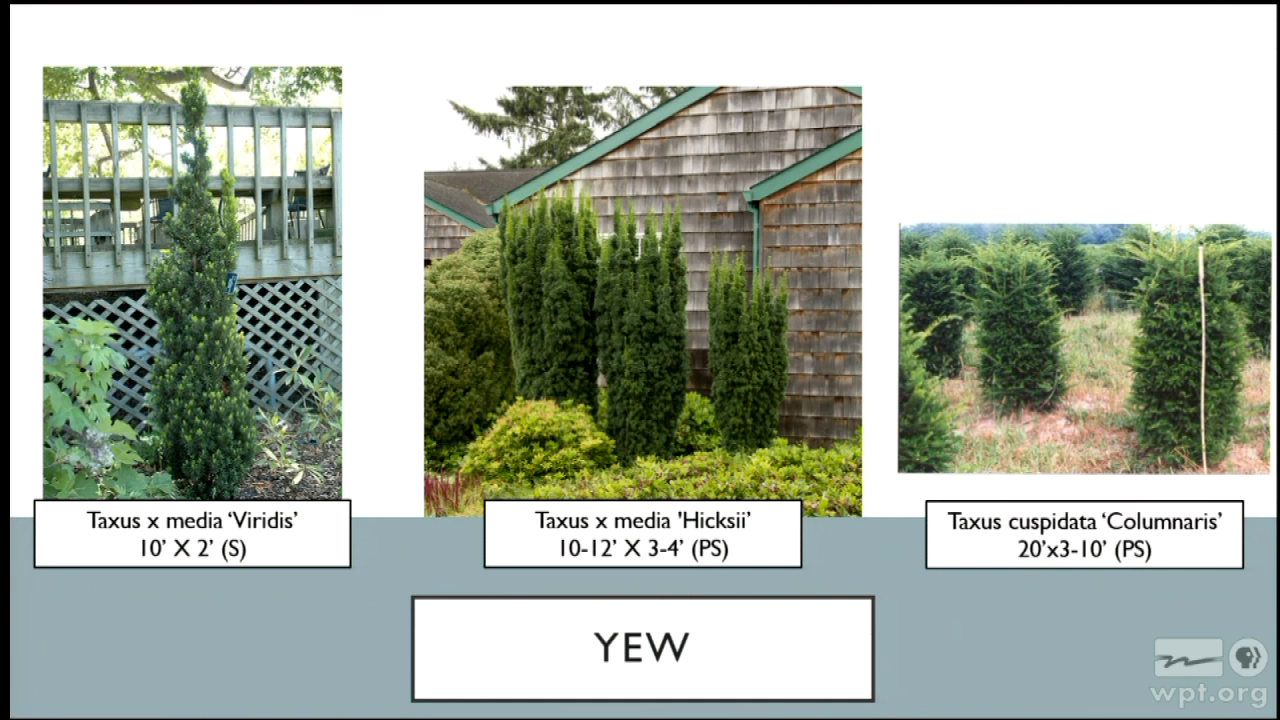 Taxus x media ‘Viridis’
10’ X 2’ (S)
Taxus x media 'Hicksii’
10-12’ X 3-4’ (PS)
Taxus cuspidata ‘Columnaris’
20’x3-10’ (PS)
YEW
wpt.org